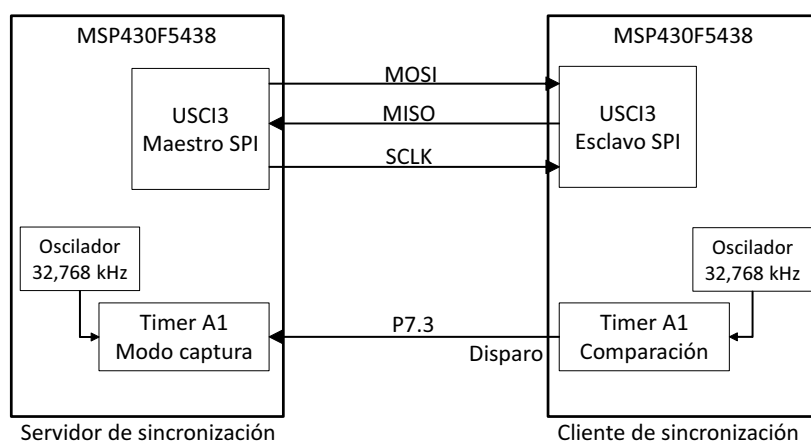 MSP430F5438
MSP430F5438
MOSI
USCI3
Maestro SPI
MISO
USCI3
Esclavo SPI
SCLK
Oscilador
32,768 kHz
Oscilador
32,768 kHz
Timer A1
Modo captura
P7.3
Disparo
Timer A1
Comparación
Servidor de sincronización
Cliente de sincronización